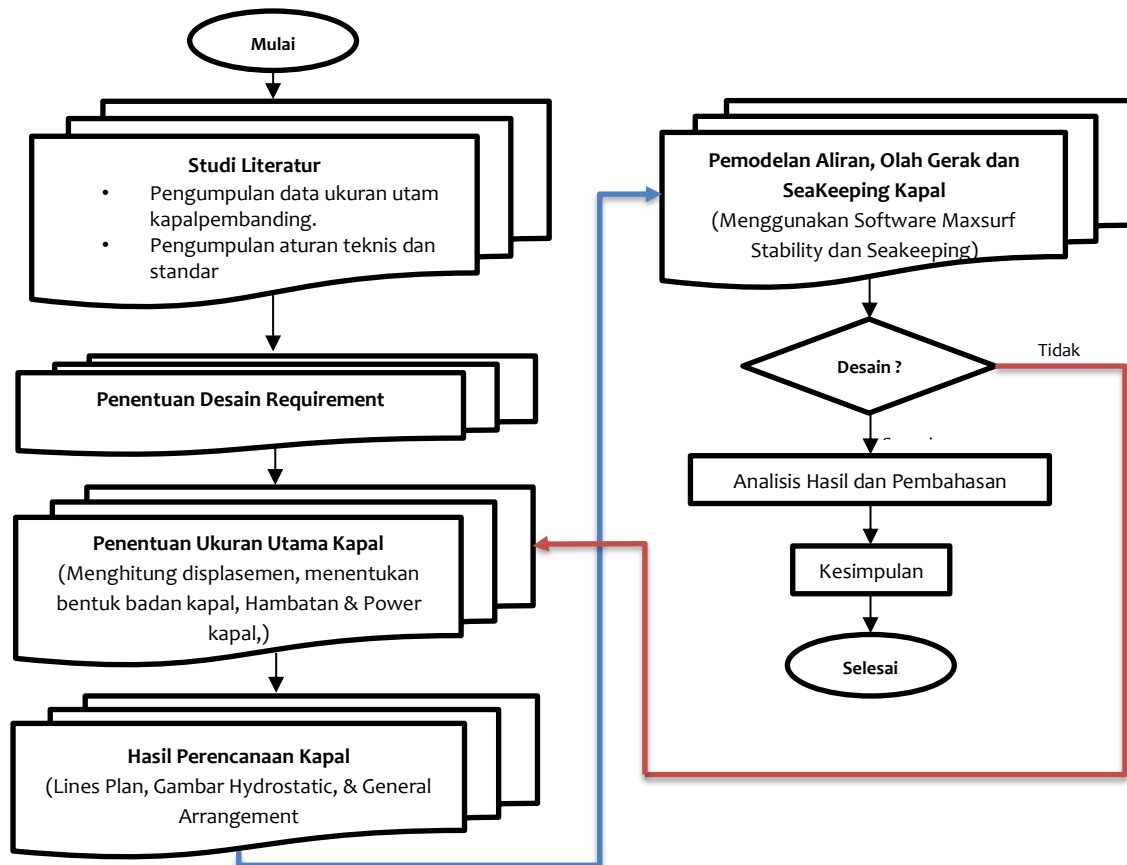 Mulai
Studi Literatur
• Pengumpulan data ukuran utam
kapalpembanding.
• Pengumpulan aturan teknis dan
standar
Penentuan Desain Requirement
Penentuan Ukuran Utama Kapal
(Menghitung displasemen, menentukan
bentuk badan kapal, Hambatan & Power
kapal,)
Hasil Perencanaan Kapal
(Lines Plan, Gambar Hydrostatic, & General
Arrangement
Pemodelan Aliran, Olah Gerak dan
SeaKeeping Kapal
(Menggunakan Software Maxsurf
Stability dan Seakeeping)
Desain ?
Tidak
Analisis Hasil dan Pembahasan
Kesimpulan
Selesai